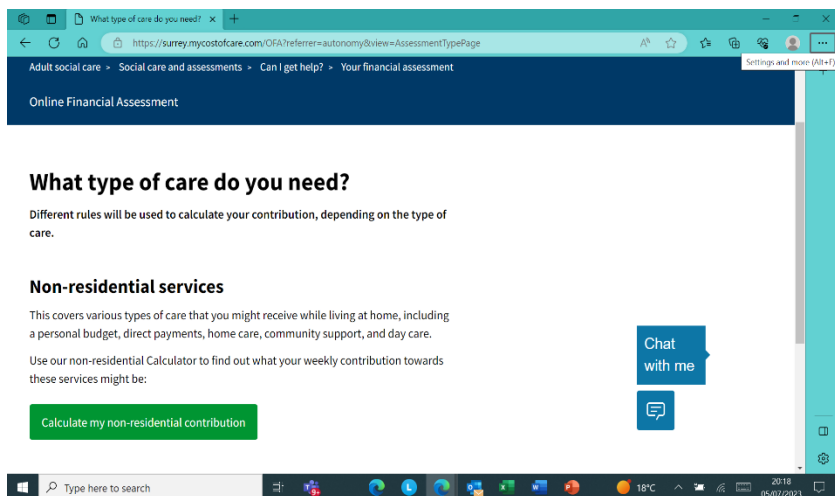 What type of care do you need?
https://surrey.mycostofcare.com/OFA?referrer=autonomy&view=AssessmentTypePage
Settings and more (Alt+F)
Adult social care > Social care and assessments > Can I get help? > Your financial assessment
Online Financial Assessment
What type of care do you need?
Different rules will be used to calculate your contribution, depending on the type of
care.
Non-residential services
This covers various types of care that you might receive while living at home, including
a personal budget, direct payments, home care, community support, and day care.
Use our non-residential Calculator to find out what your weekly contribution towards
these services might be:
Chat
with me
Calculate my non-residential contribution
Type here to search
18°C
20:18
05/07/2023